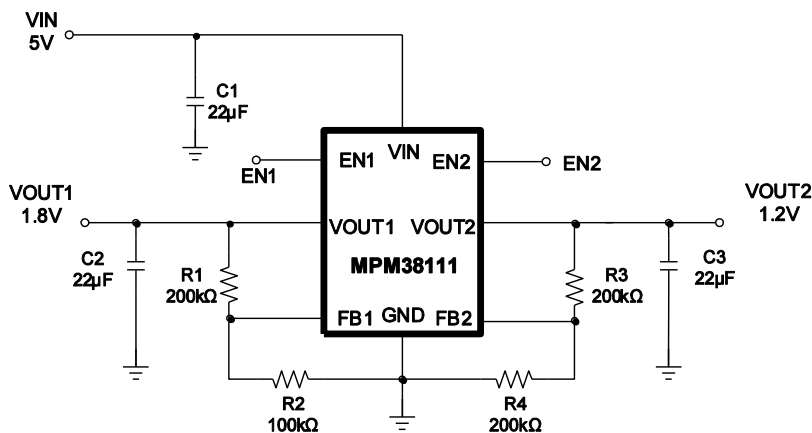 VIN
5V
C1
22µF
EN1
EN1
VIN
EN2
EN2
VOUT1
1.8V
VOUT1
VOUT2
VOUT2
1.2V
C2
22µF
R1
200kΩ
MPM38111
R3
200kΩ
C3
22µF
FB1
GND
FB2
R2
100kΩ
R4
200kΩ